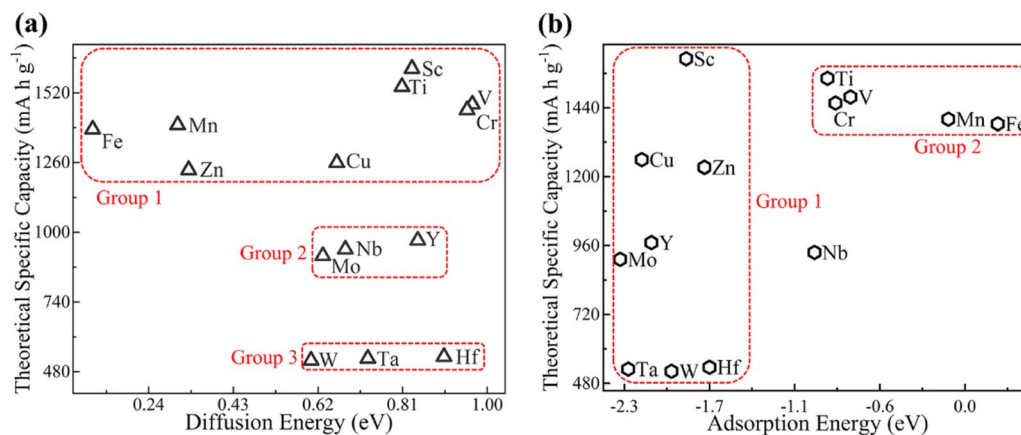 (a)
Theoretical Specific Capacity (mA h g⁻¹)
1520
1260
1000
740
480
Sc
Ti
V
Cr
Fe
Mn
Zn
Cu
Group 1
Y
Nb
Mo
Group 2
Group 3
W
Ta
Hf
0.24 0.43 0.62 0.81 1.00
Diffusion Energy (eV)
(b)
Theoretical Specific Capacity (mA h g⁻¹)
1440
1200
960
720
480
Sc
Ti
V
Cr
Mn
Fe
Group 2
Cu
Zn
Group 1
Y
Mo
Nb
Ta
W
Hf
-2.3 -1.7 -1.1 -0.6 0.0
Adsorption Energy (eV)